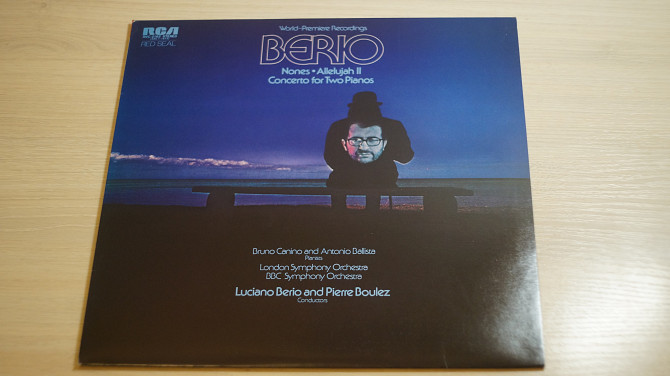 RCA
RED SEAL
World-Premiere Recordings
BERIO
Nones • Allelujah II
Concerto for Two Pianos
Bruno Canino and Antonio Ballista
Pianists
London Symphony Orchestra
BBC Symphony Orchestra
Luciano Berio and Pierre Boulez
Conductors